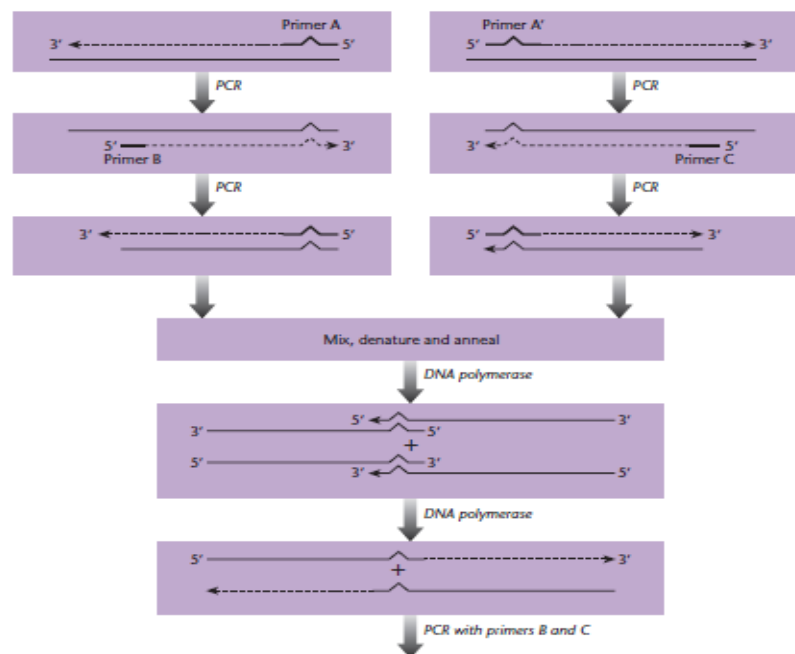 Primer A
3′ 5′
PCR
5′ 3′
Primer B
PCR
3′ 5′
Primer A′
5′ 3′
PCR
3′ 5′
Primer C
PCR
5′ 3′
Mix, denature and anneal
DNA polymerase
5′ 3′
3′ 5′
+
5′ 3′
3′ 5′
DNA polymerase
5′ 3′
+
PCR with primers B and C